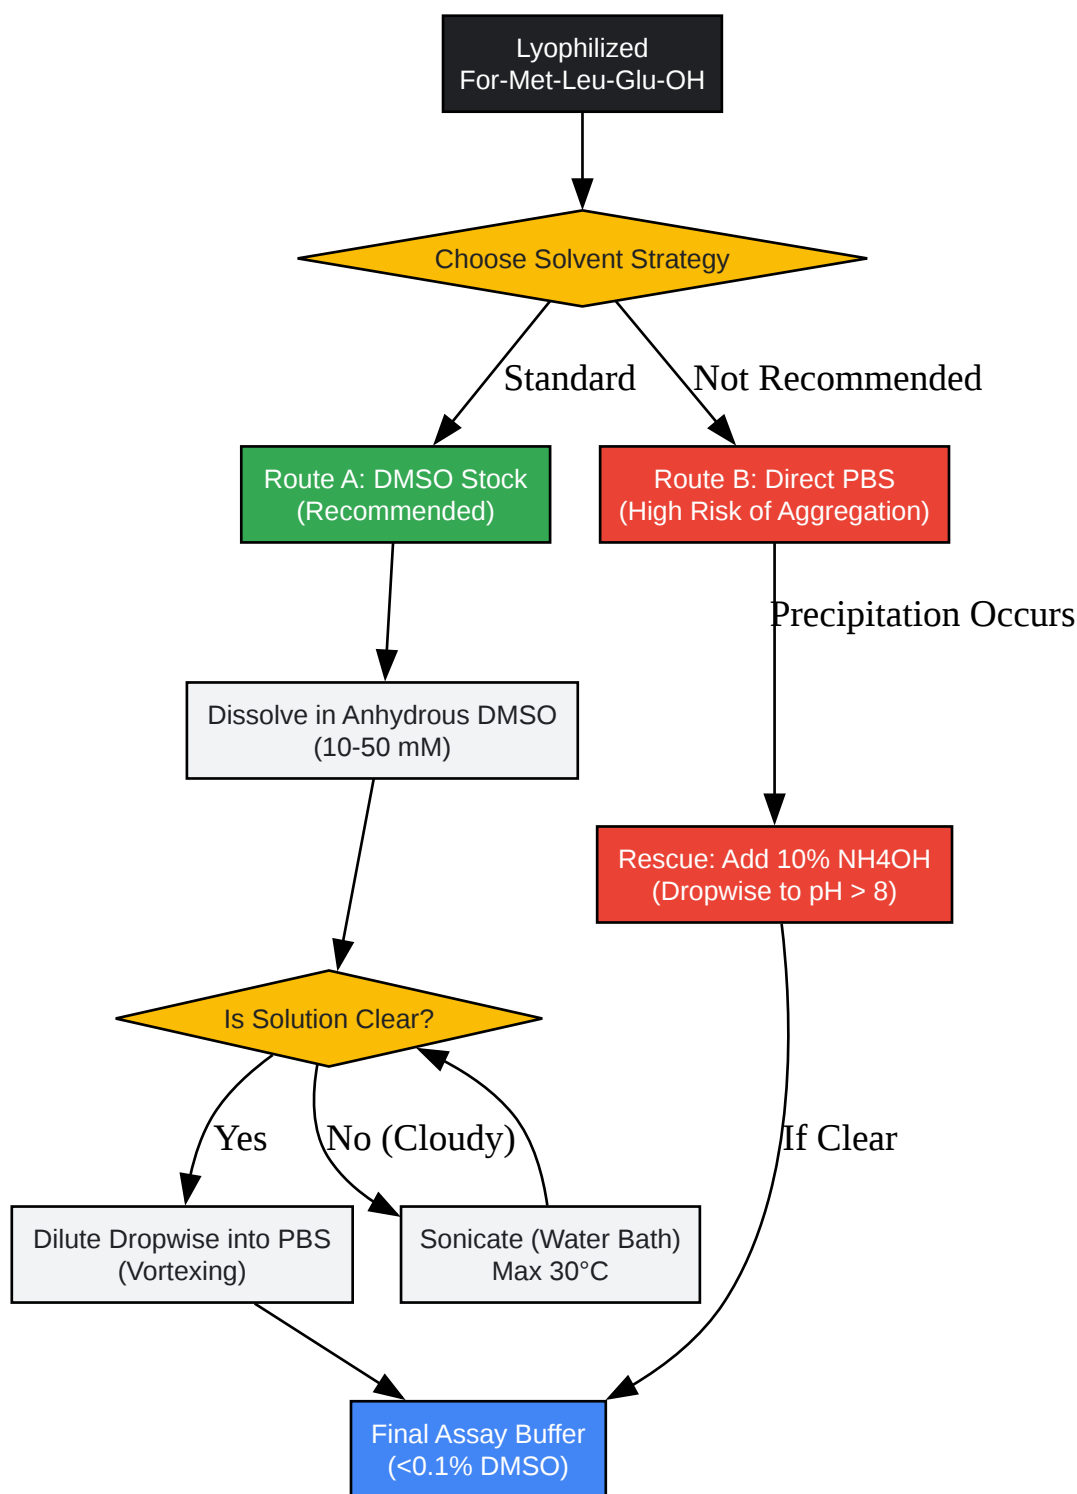 Lyophilized
For-Met-Leu-Glu-OH
Choose Solvent Strategy
Standard
Not Recommended
Route A: DMSO Stock
(Recommended)
Route B: Direct PBS
(High Risk of Aggregation)
Precipitation Occurs
Dissolve in Anhydrous DMSO
(10-50 mM)
Rescue: Add 10% NH4OH
(Dropwise to pH > 8)
Is Solution Clear?
Yes
No (Cloudy)
If Clear
Dilute Dropwise into PBS
(Vortexing)
Sonicate (Water Bath)
Max 30°C
Final Assay Buffer
(<0.1% DMSO)